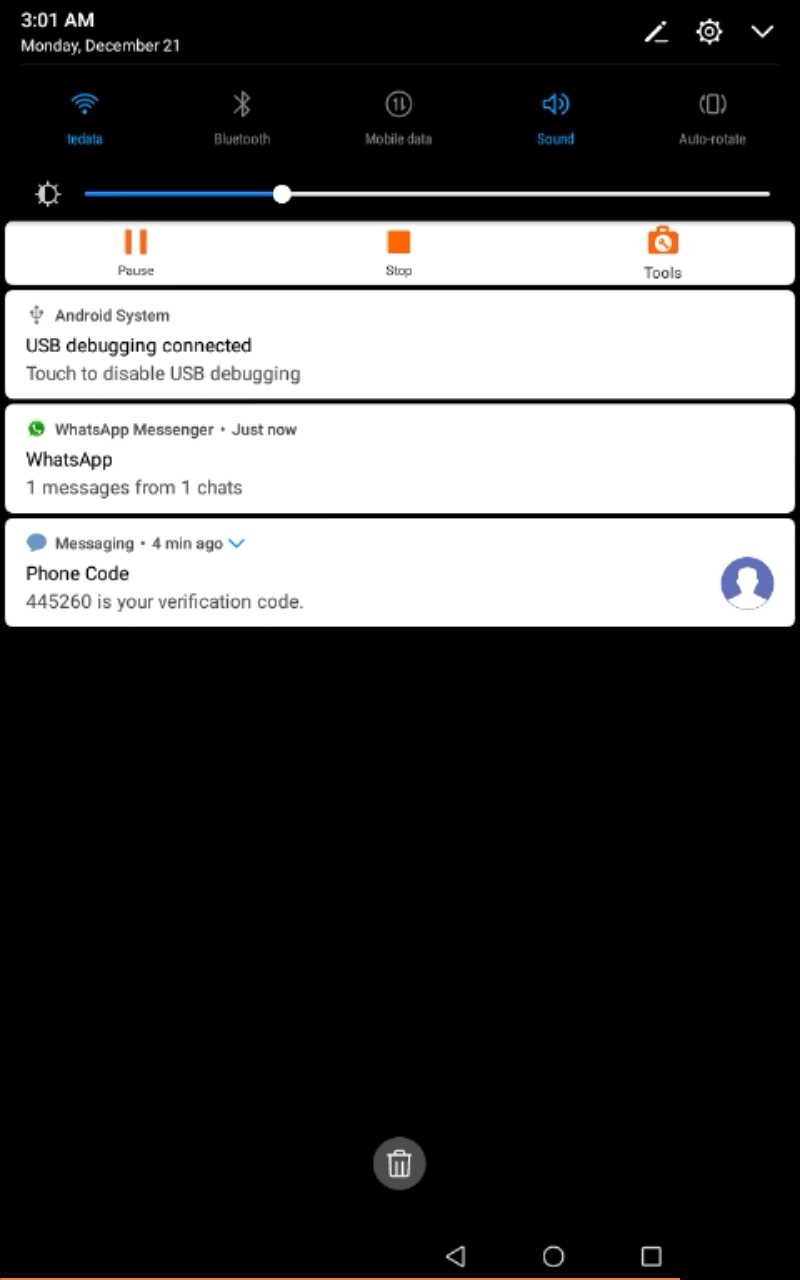 3:01 AM
Monday, December 21
tedata
Bluetooth
Mobile data
Sound
Auto-rotate
Pause
Stop
Tools
Android System
USB debugging connected
Touch to disable USB debugging
WhatsApp Messenger • Just now
WhatsApp
1 messages from 1 chats
Messaging • 4 min ago
Phone Code
445260 is your verification code.